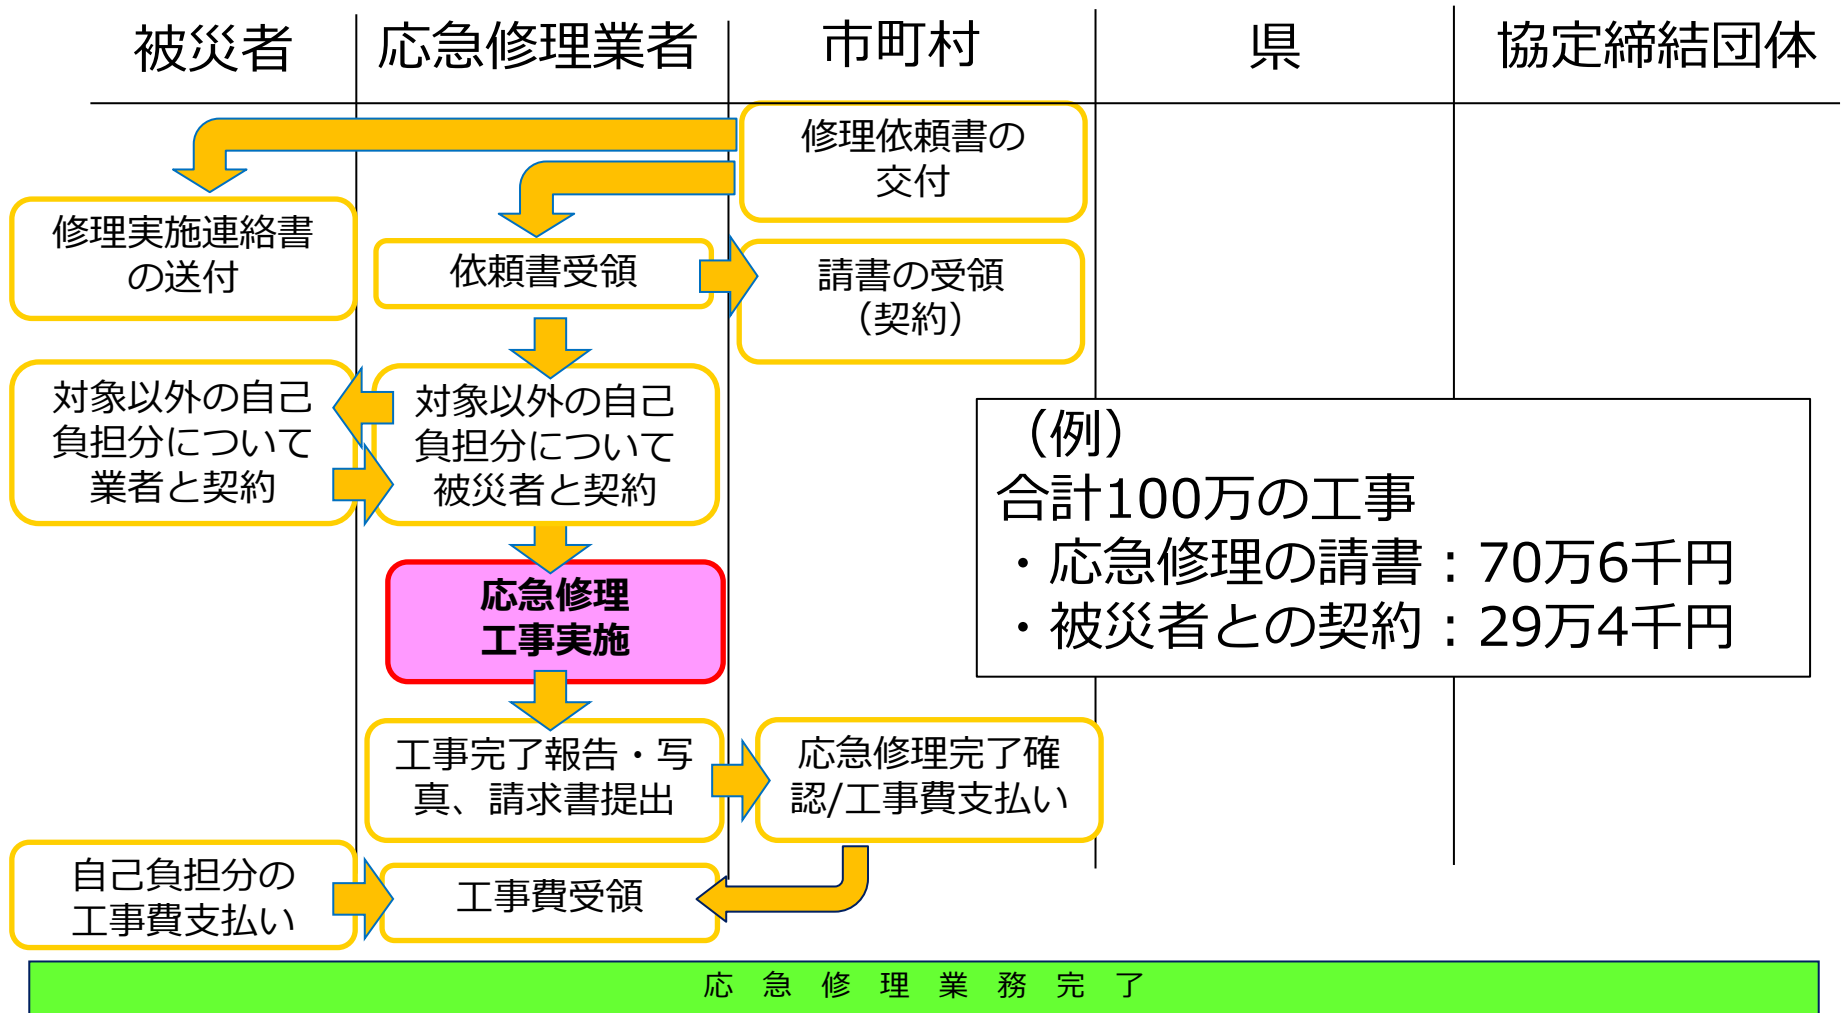 被災者
応急修理業者
市町村
県
協定締結団体
修理依頼書の
交付
修理実施連絡書
の送付
依頼書受領
請書の受領
（契約）
対象以外の自己
負担分について
業者と契約
対象以外の自己
負担分について
被災者と契約
（例）
合計100万の工事
・応急修理の請書：70万6千円
・被災者との契約：29万4千円
応急修理
工事実施
工事完了報告・写
真、請求書提出
応急修理完了確
認/工事費支払い
自己負担分の
工事費支払い
工事費受領
応急修理業務完了